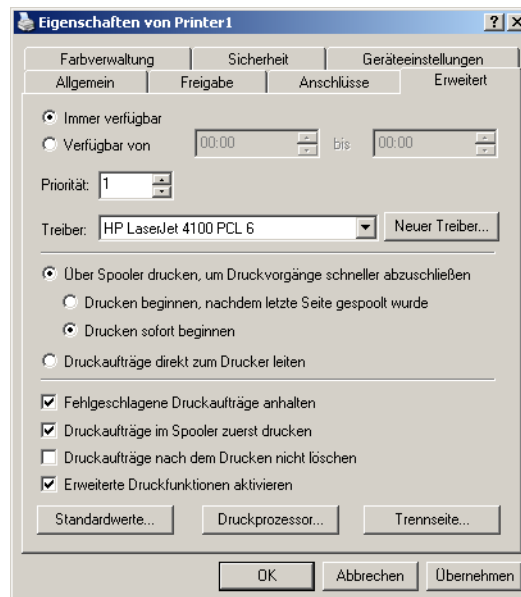 Eigenschaften von Printer1
Farbverwaltung Sicherheit Geräteeinstellungen
Allgemein Freigabe Anschlüsse Erweitert
Immer verfügbar
Verfügbar von 00:00 bis 00:00
Priorität: 1
Treiber: HP LaserJet 4100 PCL 6 Neuer Treiber...
Über Spooler drucken, um Druckvorgänge schneller abzuschließen
Drucken beginnen, nachdem letzte Seite gespoolt wurde
Drucken sofort beginnen
Druckaufträge direkt zum Drucker leiten
Fehlgeschlagene Druckaufträge anhalten
Druckaufträge im Spooler zuerst drucken
Druckaufträge nach dem Drucken nicht löschen
Erweiterte Druckfunktionen aktivieren
Standardwerte... Druckprozessor... Trennseite...
OK Abbrechen Übernehmen